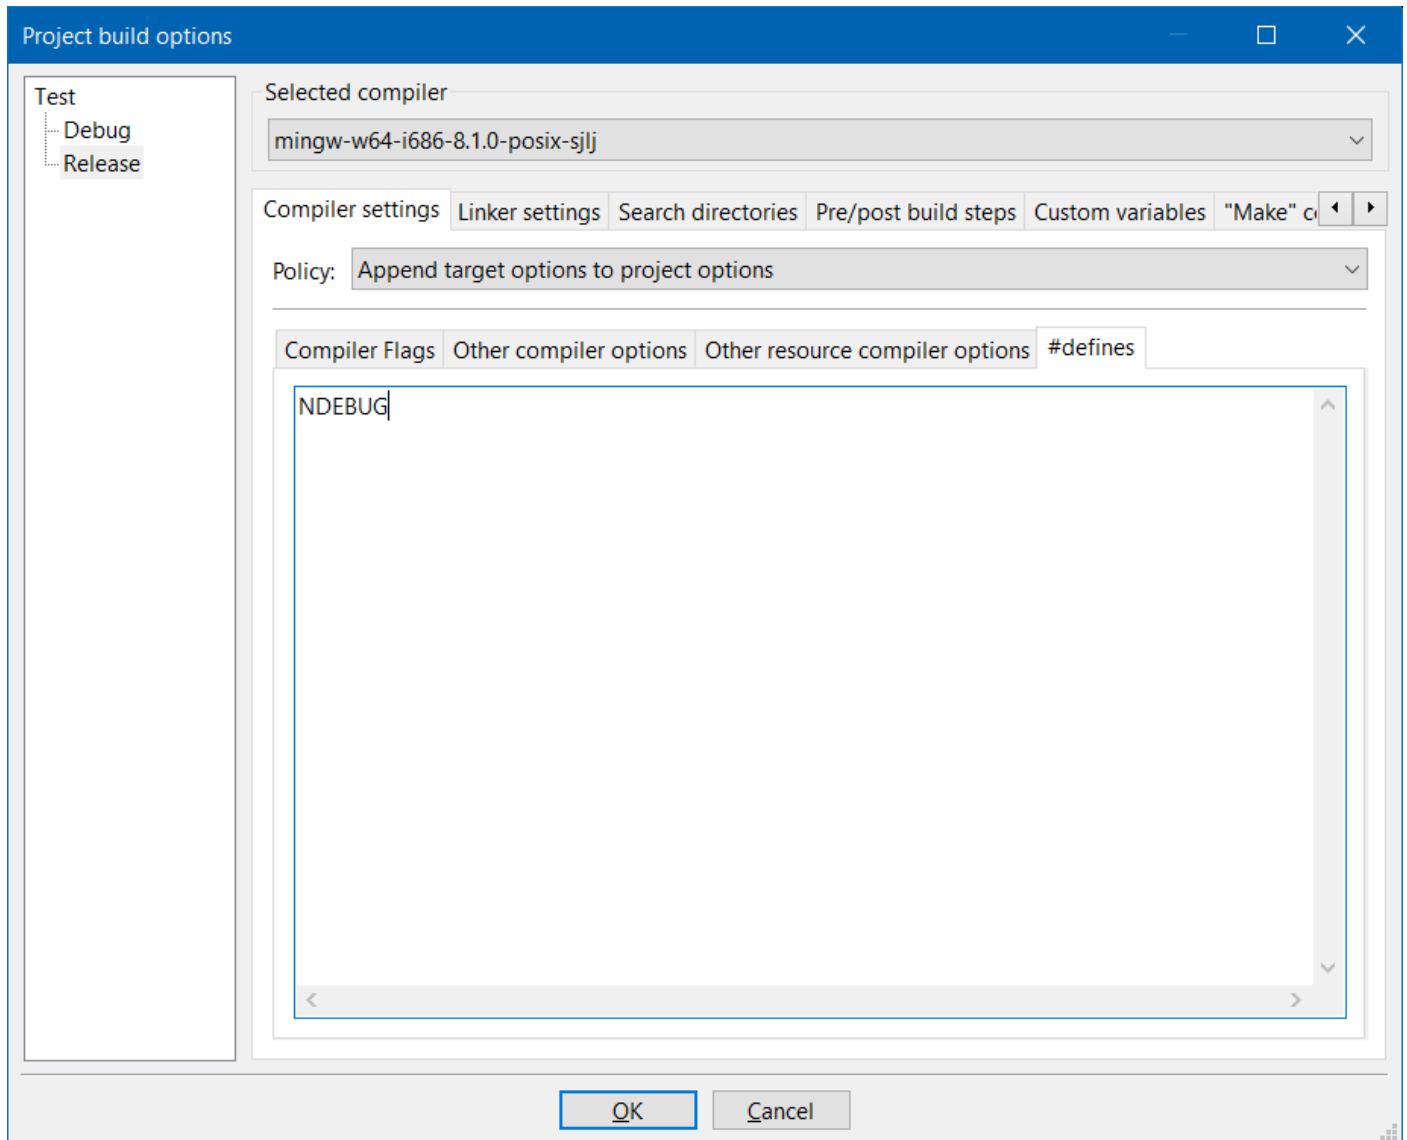 Project build options
Test
Debug
Release
Selected compiler
mingw-w64-i686-8.1.0-posix-sjlj
Compiler settings Linker settings Search directories Pre/post build steps Custom variables "Make" c
Policy: Append target options to project options
Compiler Flags Other compiler options Other resource compiler options #defines
NDEBUG
OK Cancel